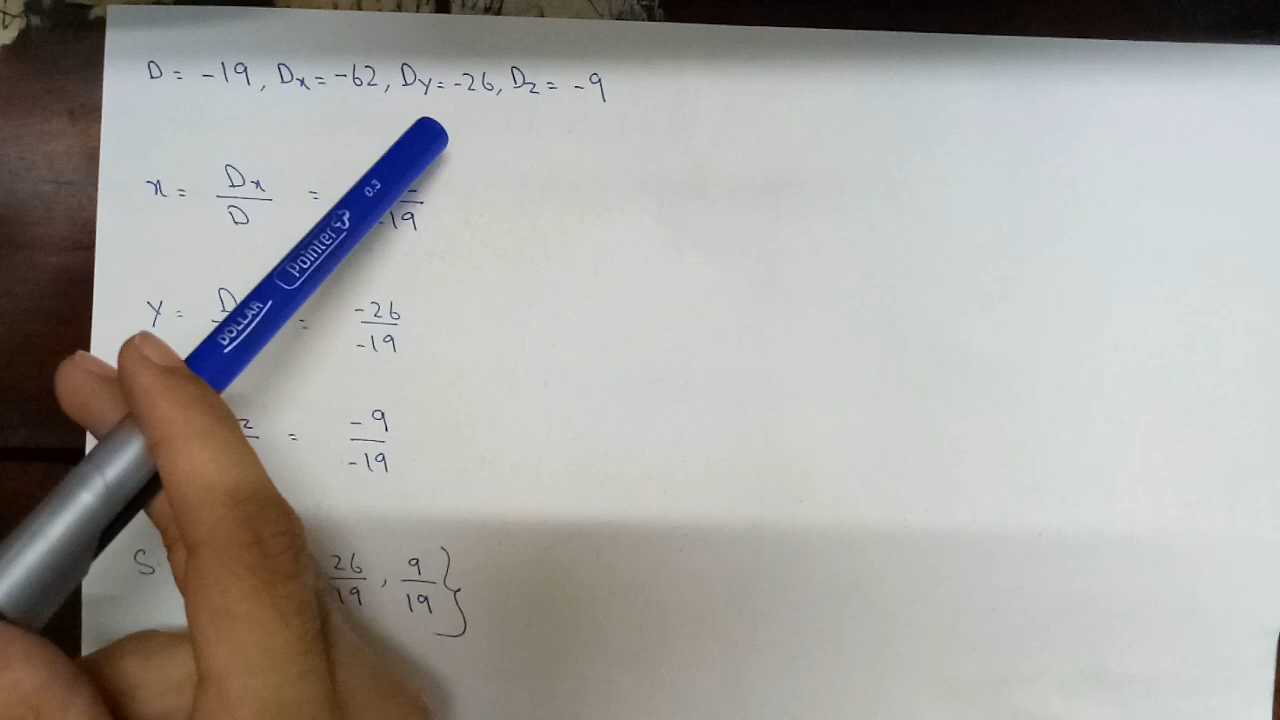 D = -19, Dx = -62, Dy = -26, Dz = -9
x = Dx / D = -19
Y = D = -26 / -19
z = -9 / -19
S 26 / 19 , 9 / 19 }
DOLLAR Pointer 0.3